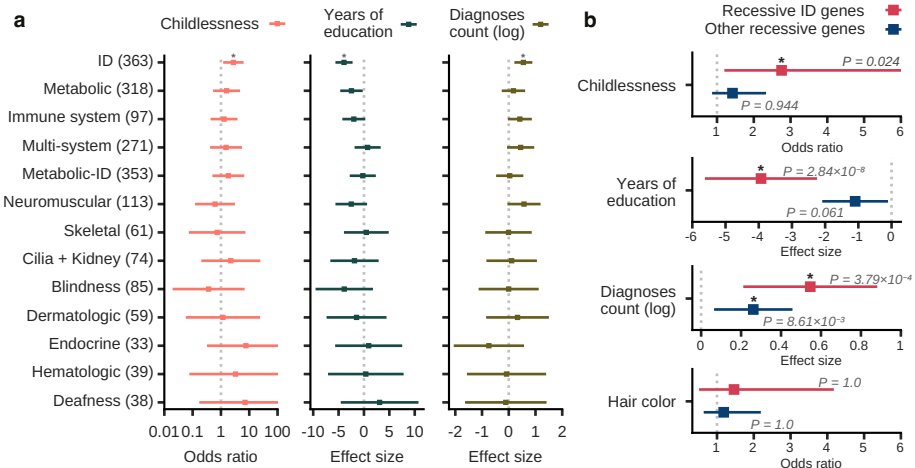 a
Childlessness
Years of
education
Diagnoses
count (log)
ID (363)
*
*
*
Metabolic (318)
Immune system (97)
Multi-system (271)
Metabolic-ID (353)
Neuromuscular (113)
Skeletal (61)
Cilia + Kidney (74)
Blindness (85)
Dermatologic (59)
Endocrine (33)
Hematologic (39)
Deafness (38)
0.01 0.1 1 10 100
-10 -5 0 5 10
-2 -1 0 1 2
Odds ratio
Effect size
Effect size
b
Recessive ID genes
Other recessive genes
Childlessness
*
P = 0.024
P = 0.944
1 2 3 4 5 6
Odds ratio
Years of
education
*
P = 2.84×10⁻⁸
P = 0.061
-6 -5 -4 -3 -2 -1 0
Effect size
Diagnoses
count (log)
*
P = 3.79×10⁻⁴
*
P = 8.61×10⁻³
0 0.2 0.4 0.6 0.8 1
Effect size
Hair color
P = 1.0
P = 1.0
1 2 3 4 5 6
Odds ratio